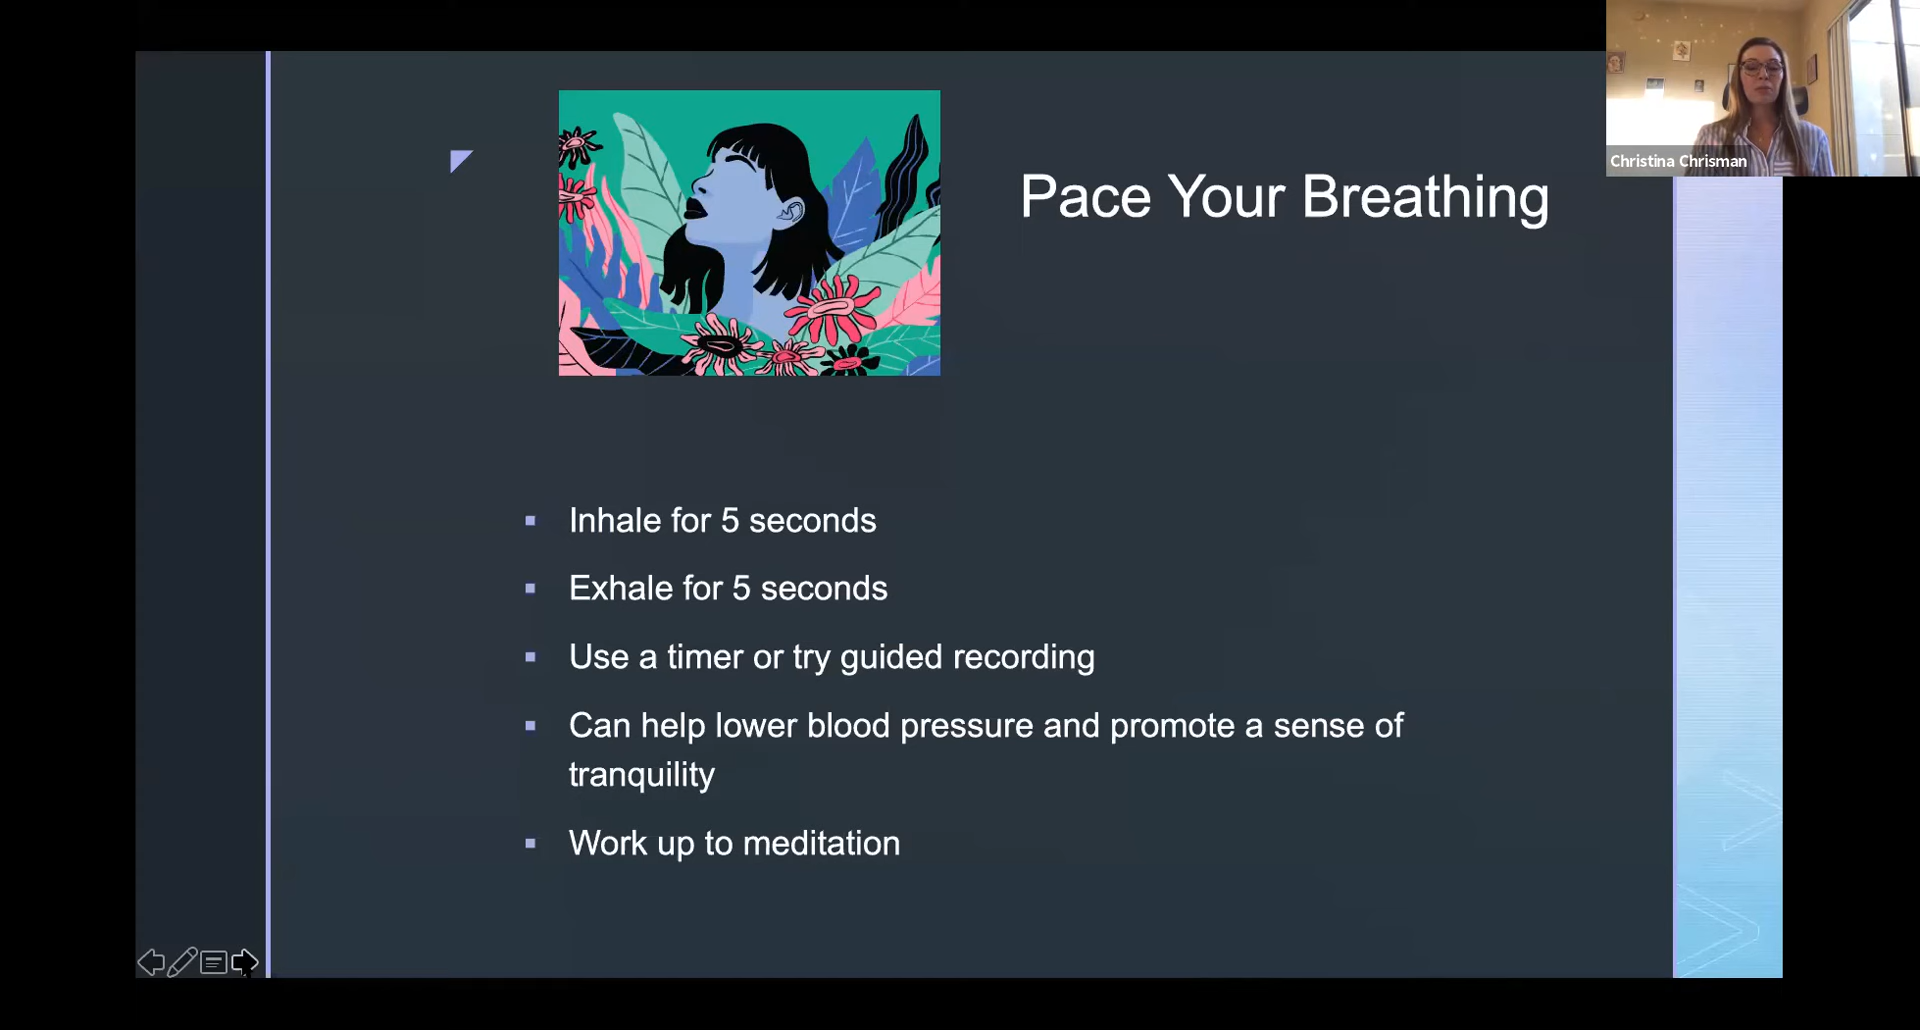 Pace Your Breathing
Christina Chrisman
Inhale for 5 seconds
Exhale for 5 seconds
Use a timer or try guided recording
Can help lower blood pressure and promote a sense of
tranquility
Work up to meditation